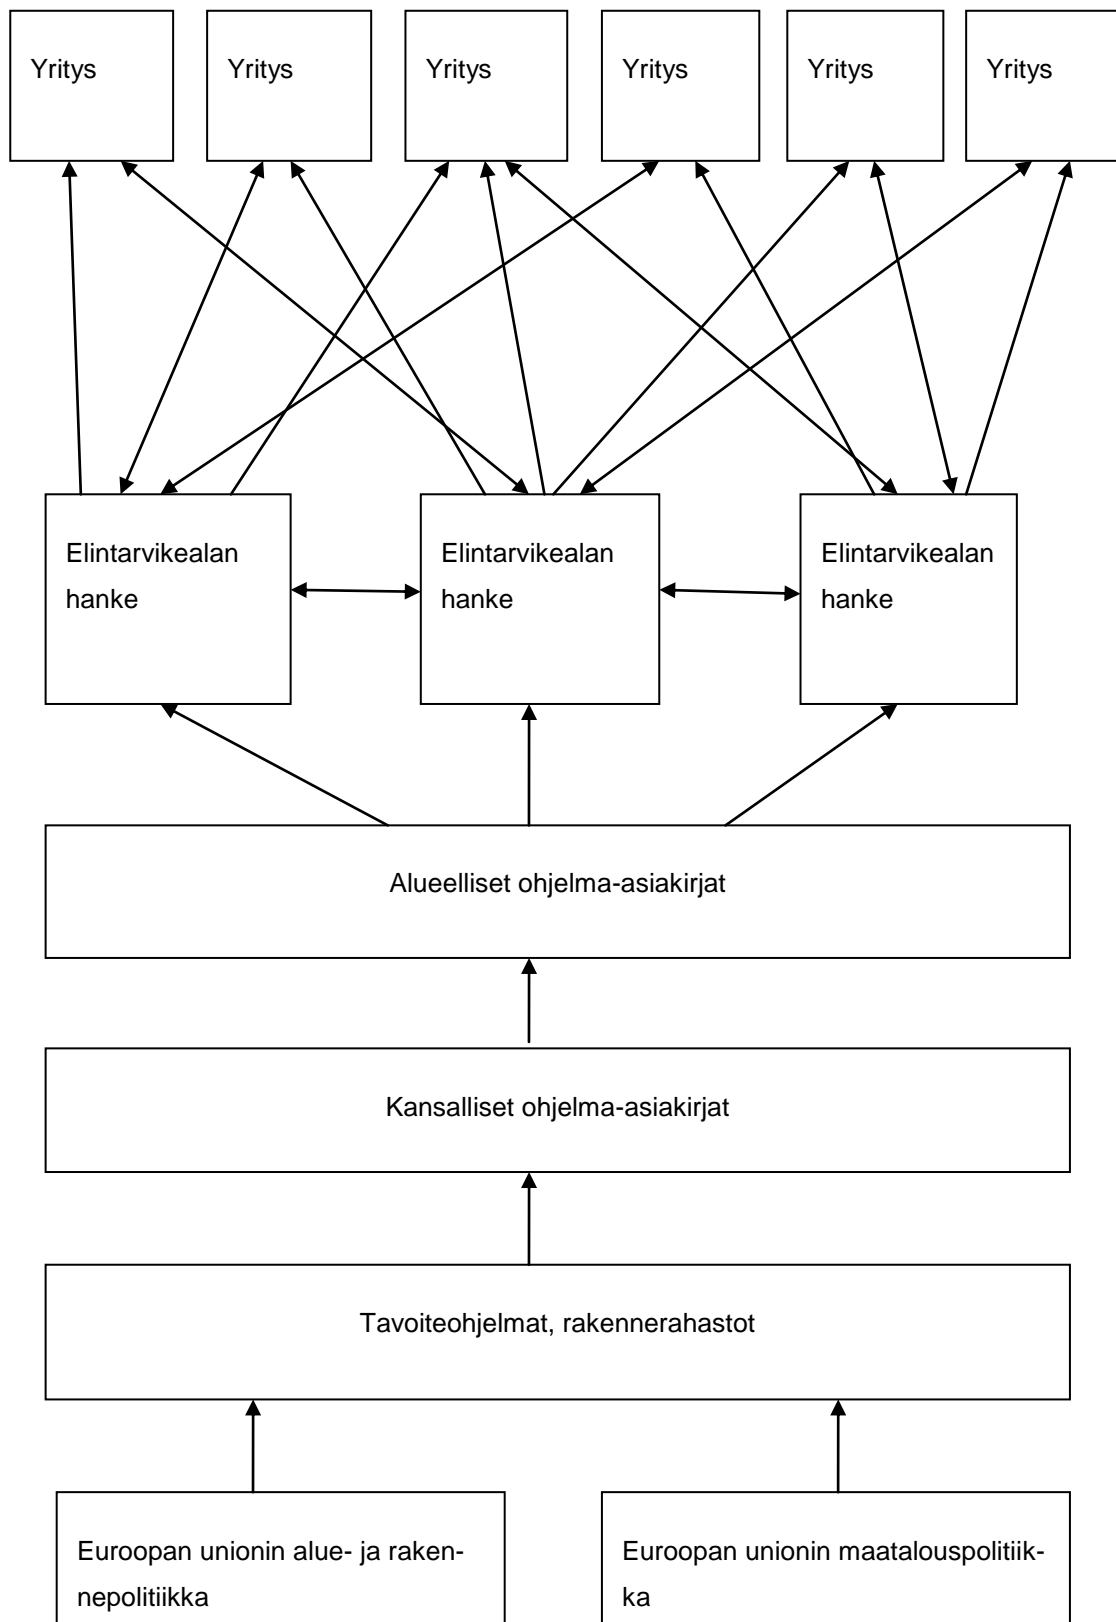 Yritys
Yritys
Yritys
Yritys
Yritys
Yritys
Elintarvikealan
hanke
Elintarvikealan
hanke
Elintarvikealan
hanke
Alueelliset ohjelma-asiakirjat
Kansalliset ohjelma-asiakirjat
Tavoiteohjelmat, rakennerahastot
Euroopan unionin alue- ja raken-
nepolitiikka
Euroopan unionin maatalouspolitiik-
ka